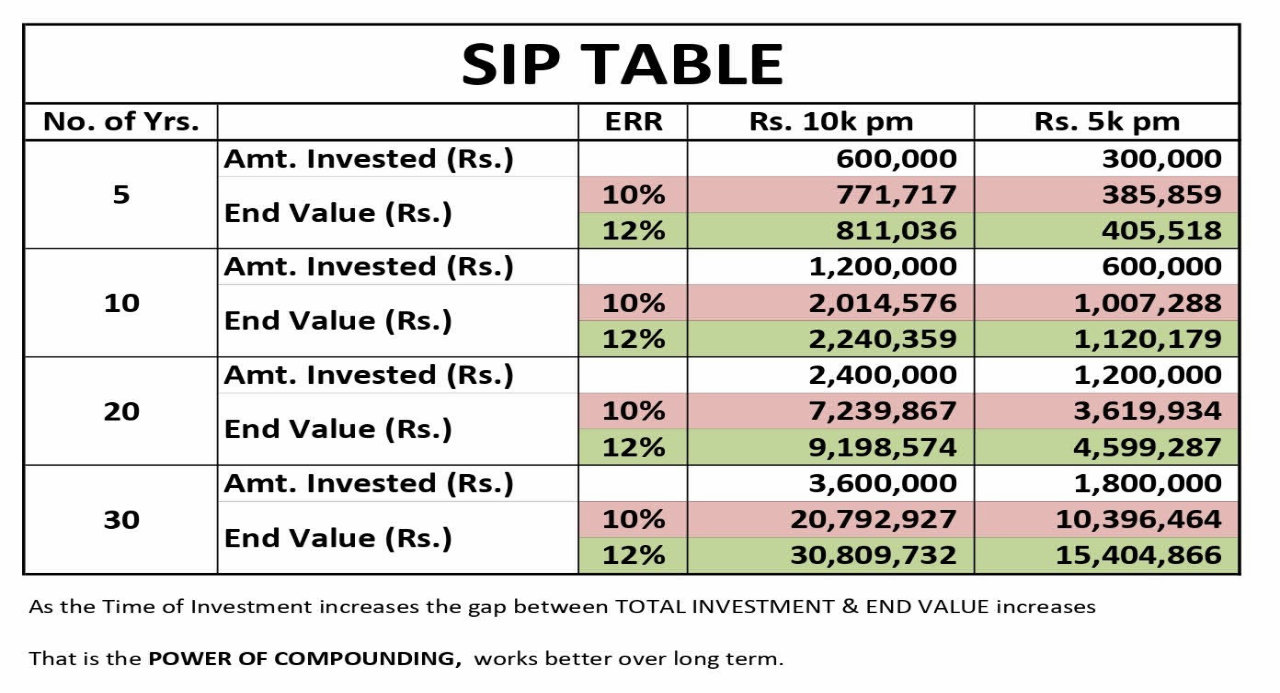 SIP TABLE
No. of Yrs. ERR Rs. 10k pm Rs. 5k pm
5 Amt. Invested (Rs.) 600,000 300,000
End Value (Rs.) 10% 771,717 385,859
12% 811,036 405,518
10 Amt. Invested (Rs.) 1,200,000 600,000
End Value (Rs.) 10% 2,014,576 1,007,288
12% 2,240,359 1,120,179
20 Amt. Invested (Rs.) 2,400,000 1,200,000
End Value (Rs.) 10% 7,239,867 3,619,934
12% 9,198,574 4,599,287
30 Amt. Invested (Rs.) 3,600,000 1,800,000
End Value (Rs.) 10% 20,792,927 10,396,464
12% 30,809,732 15,404,866
As the Time of Investment increases the gap between TOTAL INVESTMENT & END VALUE increases
That is the POWER OF COMPOUNDING, works better over long term.